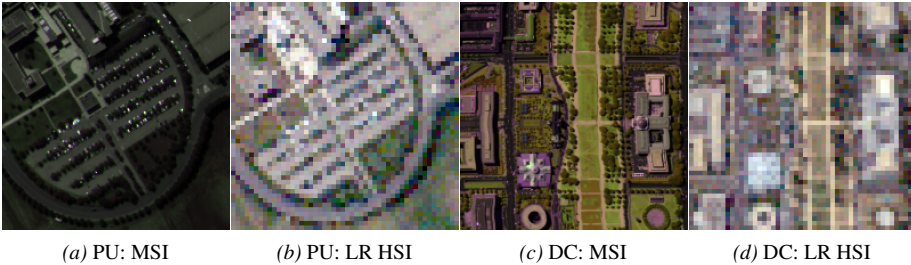 (a) PU: MSI
(b) PU: LR HSI
(c) DC: MSI
(d) DC: LR HSI